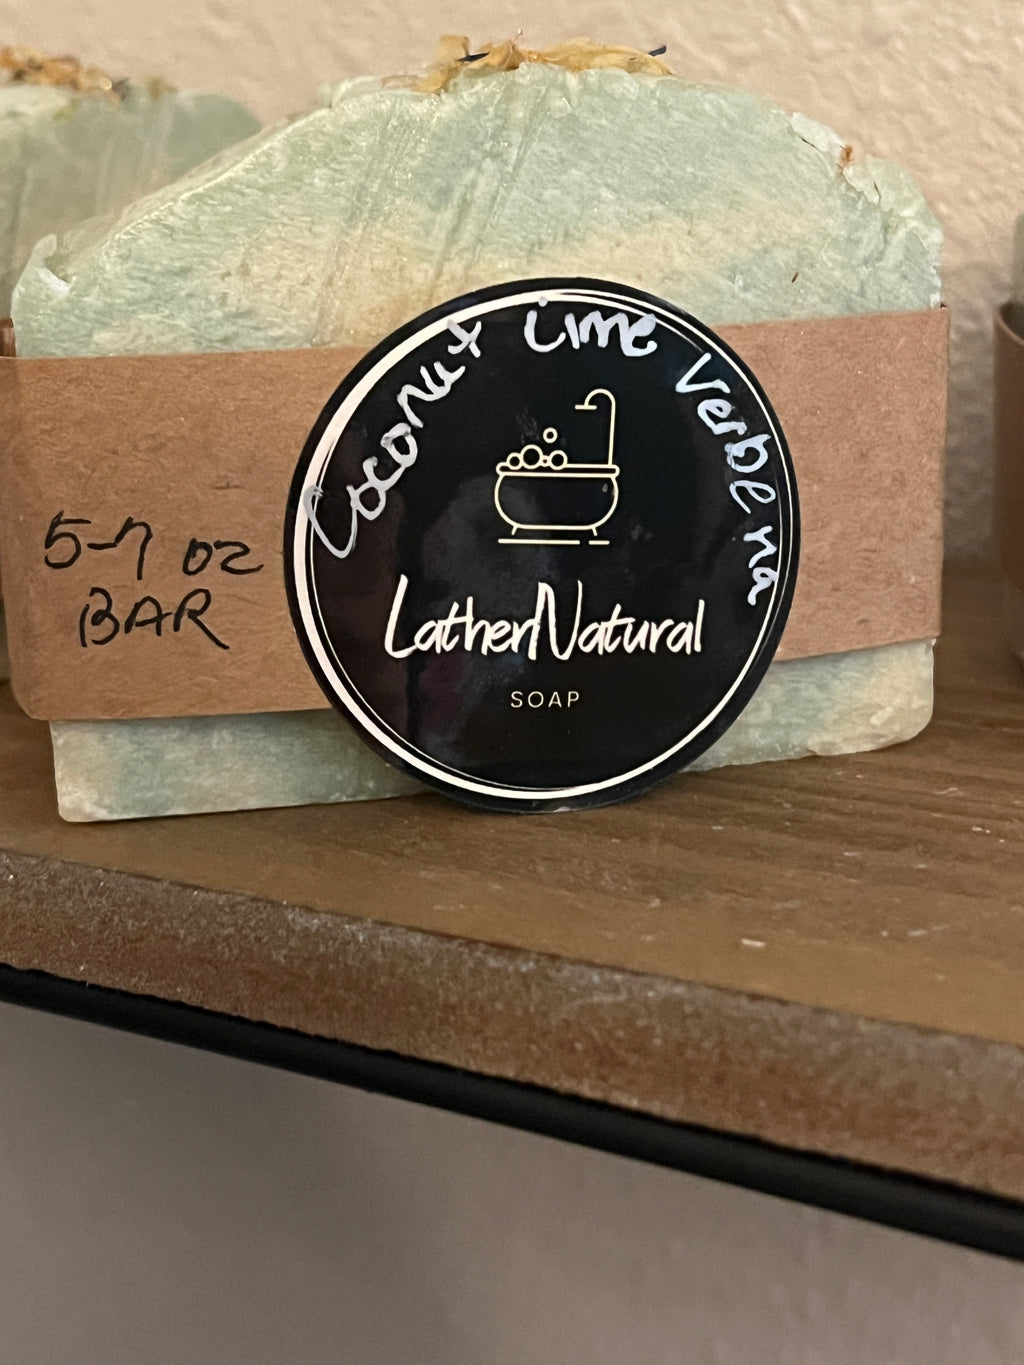 Coconut Lime Verbena
5-7 oz
BAR
LatherNatural
SOAP